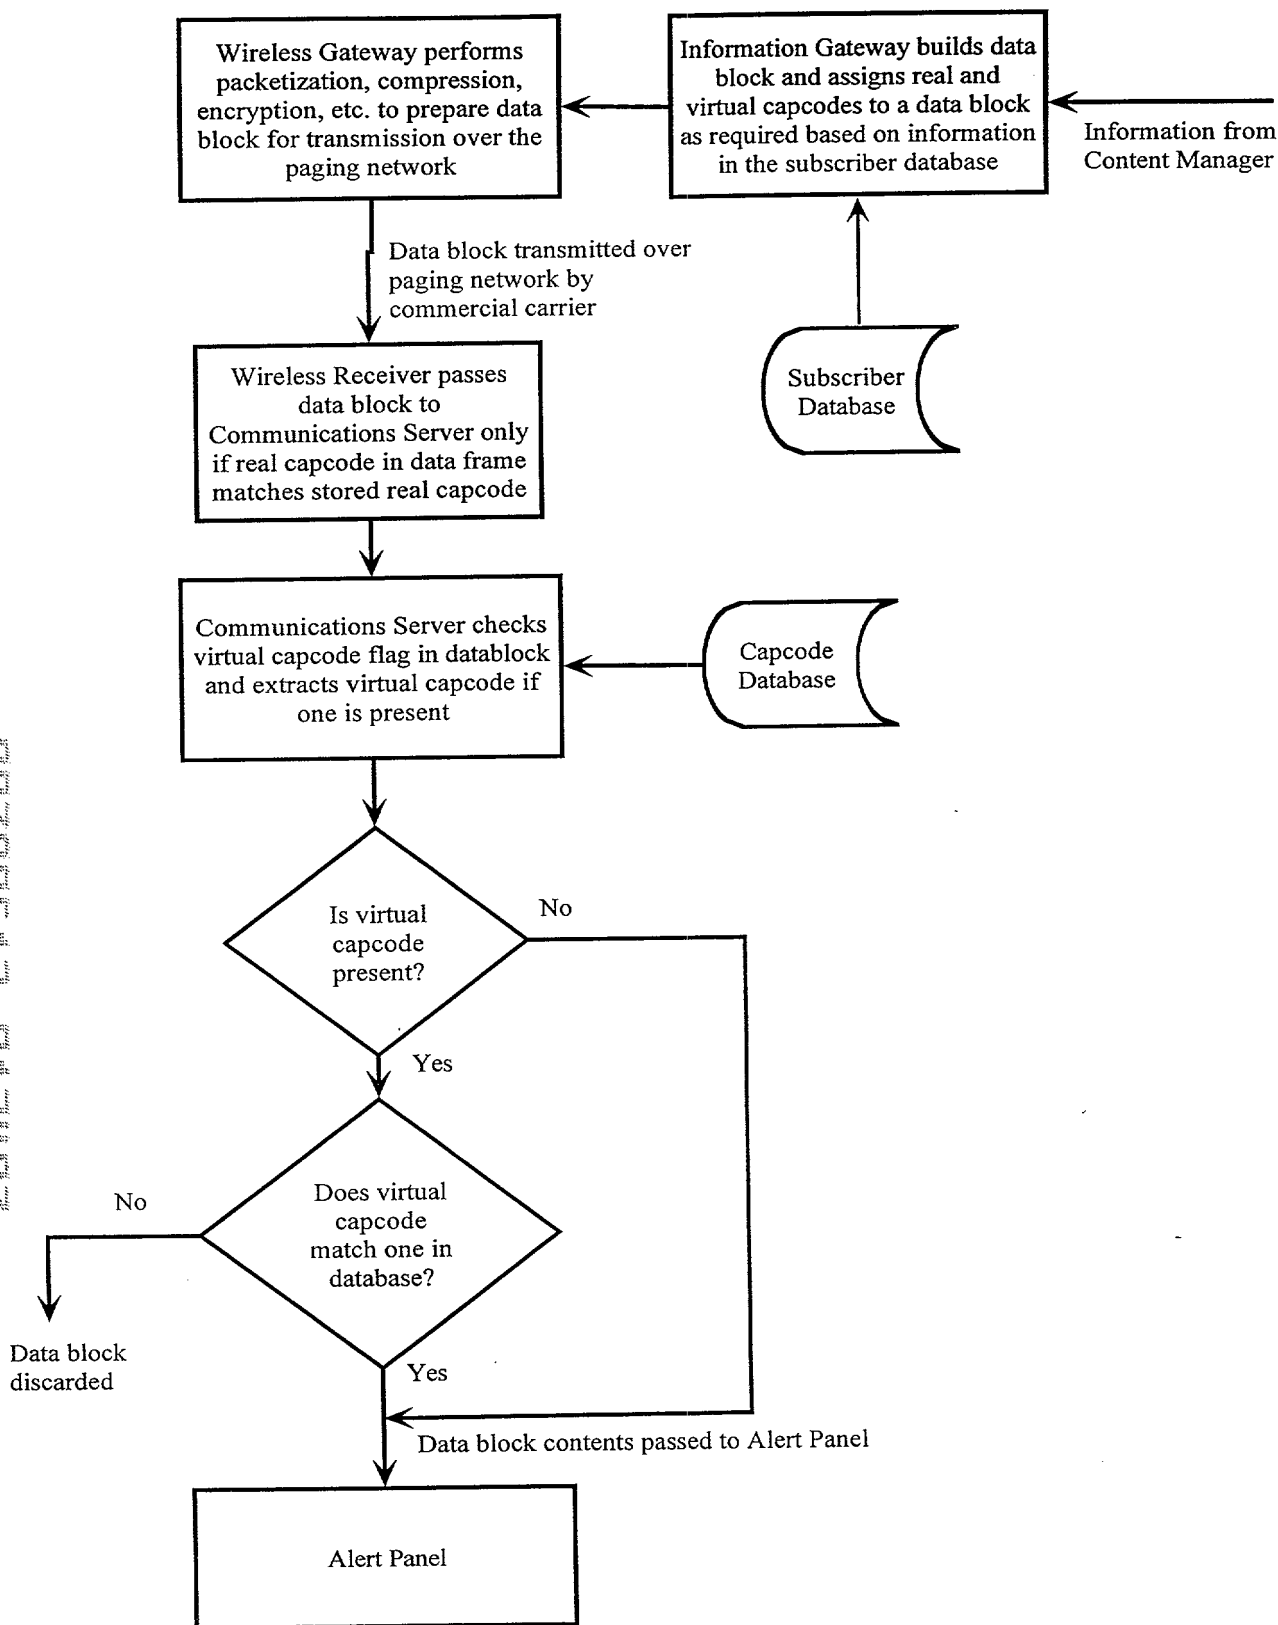 Wireless Gateway performs
packetization, compression,
encryption, etc. to prepare data
block for transmission over the
paging network
Information Gateway builds data
block and assigns real and
virtual capcodes to a data block
as required based on information
in the subscriber database
Information from
Content Manager
Data block transmitted over
paging network by
commercial carrier
Subscriber
Database
Wireless Receiver passes
data block to
Communications Server only
if real capcode in data frame
matches stored real capcode
Communications Server checks
virtual capcode flag in datablock
and extracts virtual capcode if
one is present
Capcode
Database
Is virtual
capcode
present?
No
Yes
Does virtual
capcode
match one in
database?
No
Data block
discarded
Yes
Data block contents passed to Alert Panel
Alert Panel